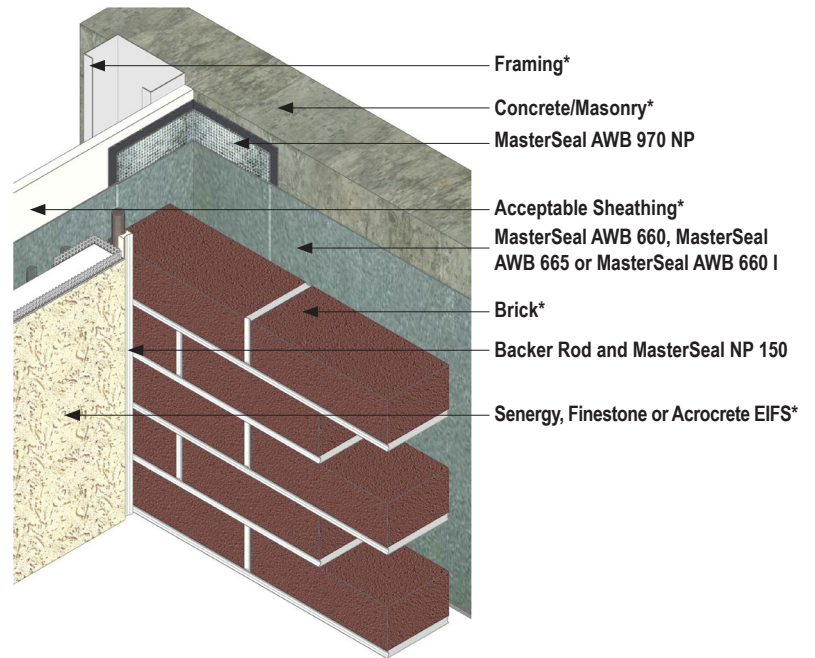 Framing*
Concrete/Masonry*
MasterSeal AWB 970 NP
Acceptable Sheathing*
MasterSeal AWB 660, MasterSeal
AWB 665 or MasterSeal AWB 660 I
Brick*
Backer Rod and MasterSeal NP 150
Senergy, Finestone or Acrocrete EIFS*